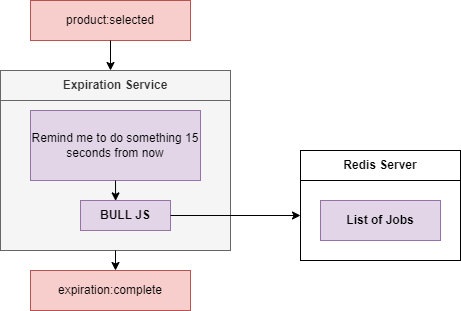 product:selected
Expiration Service
Remind me to do something 15
seconds from now
BULL JS
Redis Server
List of Jobs
expiration:complete